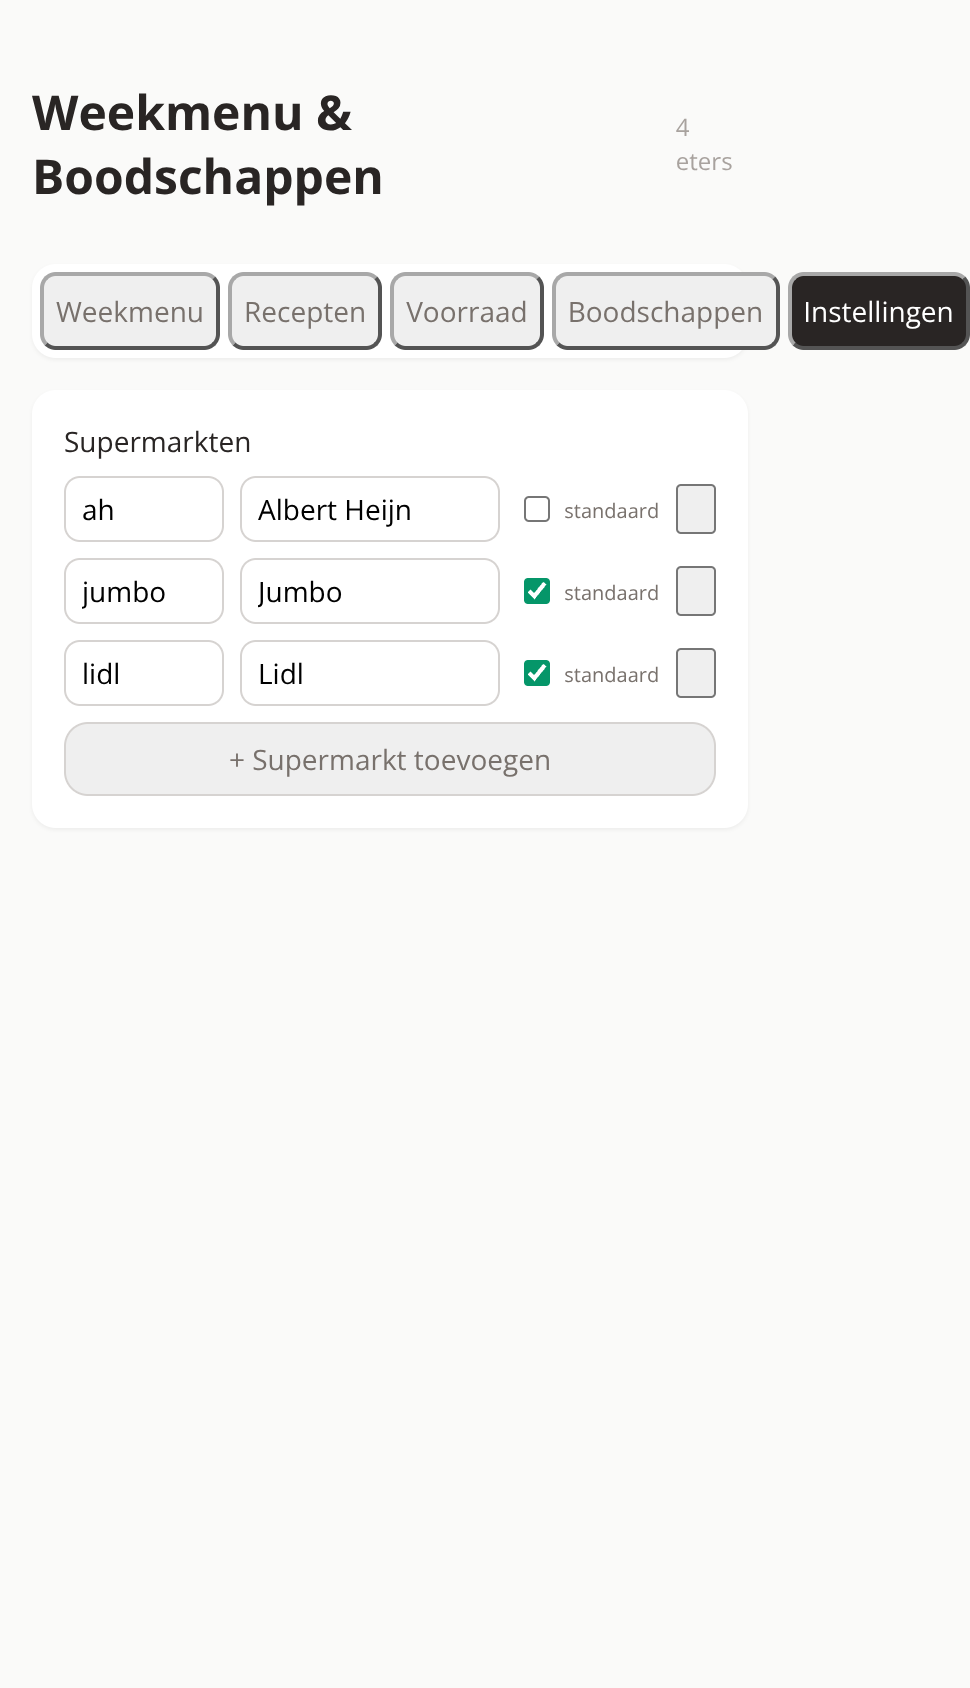 Weekmenu &
Boodschappen
4
eters
Weekmenu Recepten Voorraad Boodschappen Instellingen
Supermarkten
ah Albert Heijn standaard
jumbo Jumbo standaard
lidl Lidl standaard
+ Supermarkt toevoegen